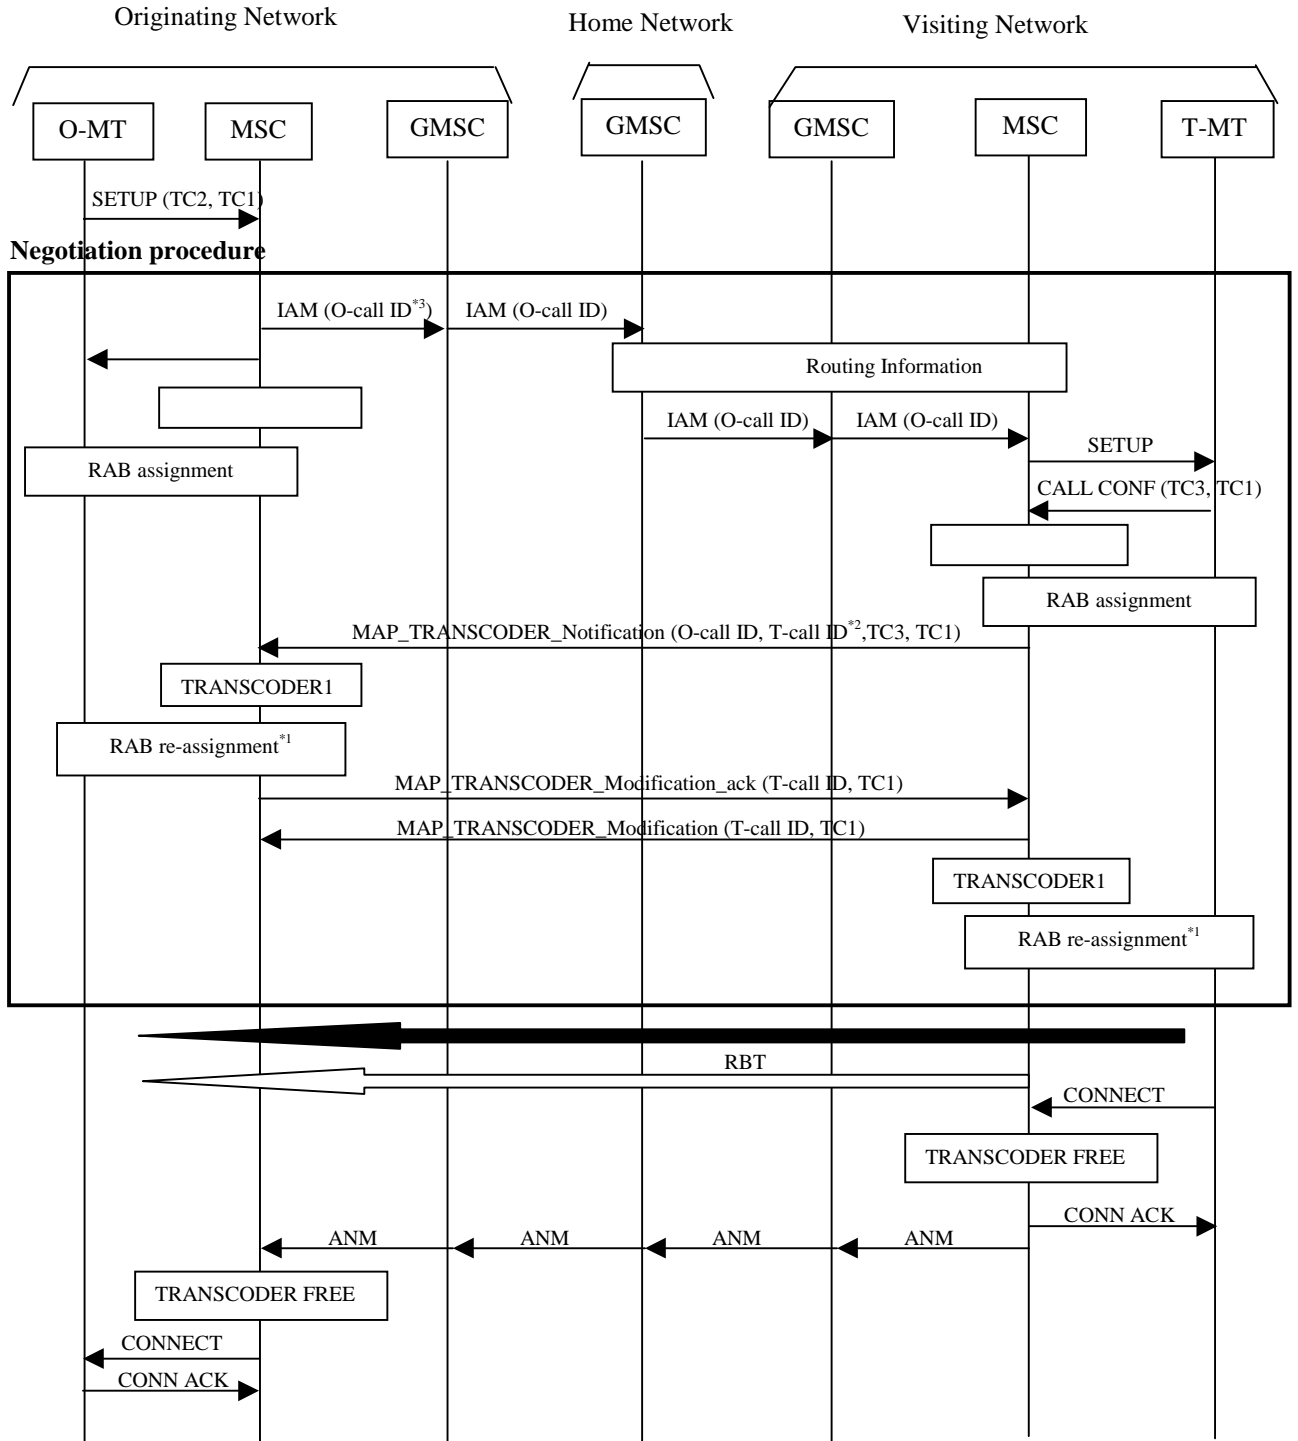 Originating Network
Home Network
Visiting Network
O-MT
MSC
GMSC
GMSC
GMSC
MSC
T-MT
SETUP (TC2, TC1)
Negotiation procedure
IAM (O-call ID*3)
IAM (O-call ID)
Routing Information
IAM (O-call ID)
IAM (O-call ID)
SETUP
RAB assignment
CALL CONF (TC3, TC1)
RAB assignment
MAP_TRANSCODER_Notification (O-call ID, T-call ID*2,TC3, TC1)
TRANSCODER1
RAB re-assignment*1
MAP_TRANSCODER_Modification_ack (T-call ID, TC1)
MAP_TRANSCODER_Modification (T-call ID, TC1)
TRANSCODER1
RAB re-assignment*1
RBT
CONNECT
TRANSCODER FREE
CONN ACK
ANM
ANM
ANM
ANM
TRANSCODER FREE
CONNECT
CONN ACK